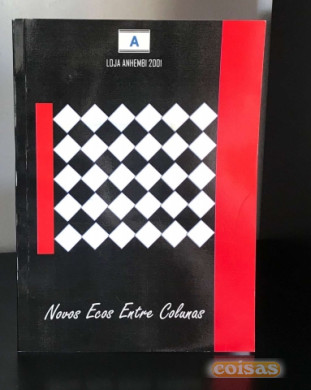 A
LOJA ANHEMBI 2001
Novos Ecos Entre Colunas
coisas